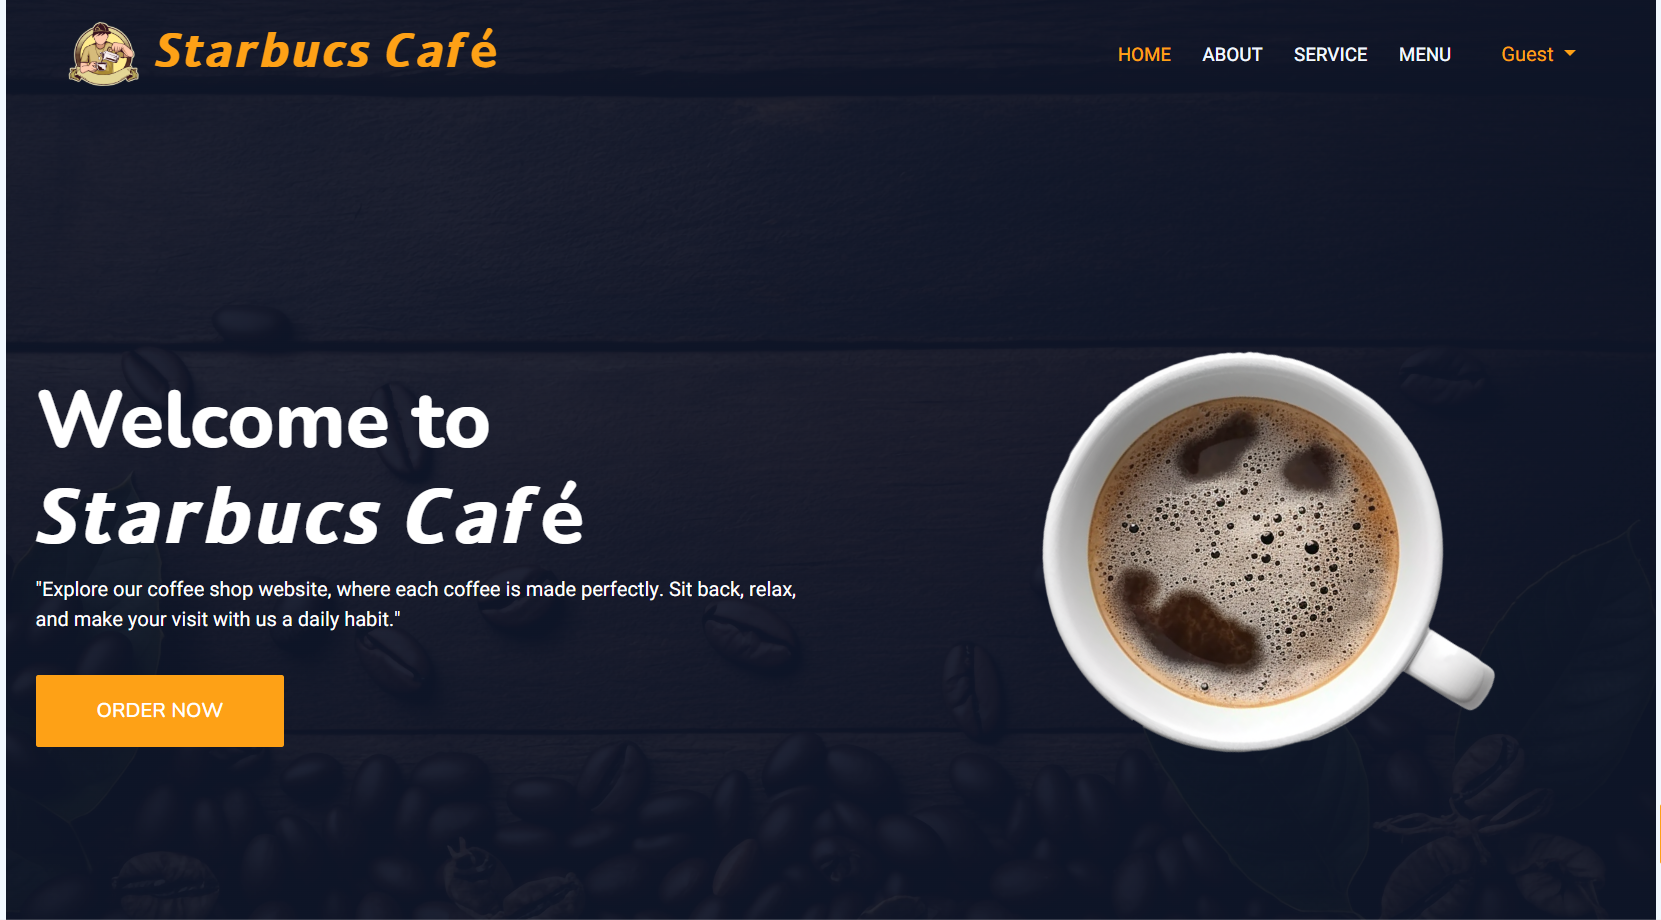 Starbucs Café
HOME ABOUT SERVICE MENU Guest
Welcome to
Starbucs Café
"Explore our coffee shop website, where each coffee is made perfectly. Sit back, relax,
and make your visit with us a daily habit."
ORDER NOW